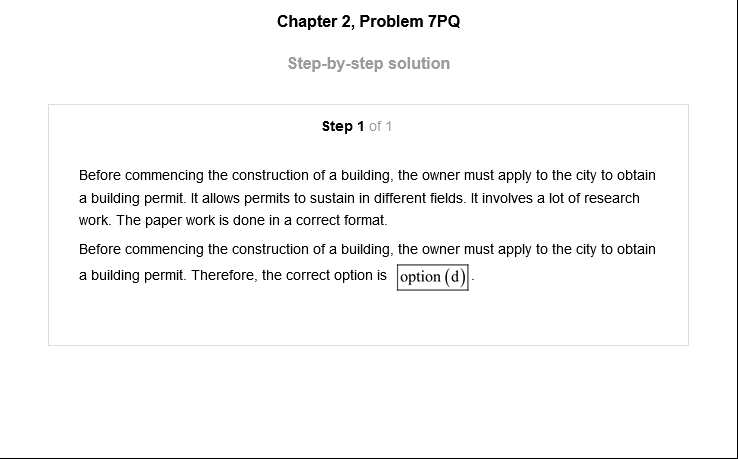 Chapter 2, Problem 7PQ
Step-by-step solution
Step 1 of 1
Before commencing the construction of a building, the owner must apply to the city to obtain
a building permit. It allows permits to sustain in different fields. It involves a lot of research
work. The paper work is done in a correct format.
Before commencing the construction of a building, the owner must apply to the city to obtain
a building permit. Therefore, the correct option is option (d).